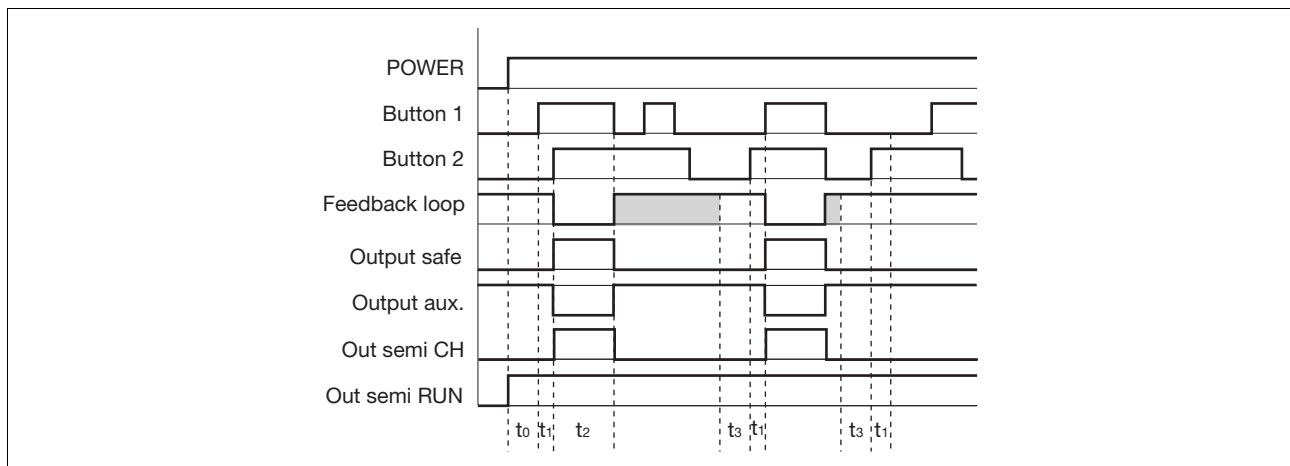 POWER
Button 1
Button 2
Feedback loop
Output safe
Output aux.
Out semi CH
Out semi RUN
t0 t1 t2 t3 t1 t3 t1